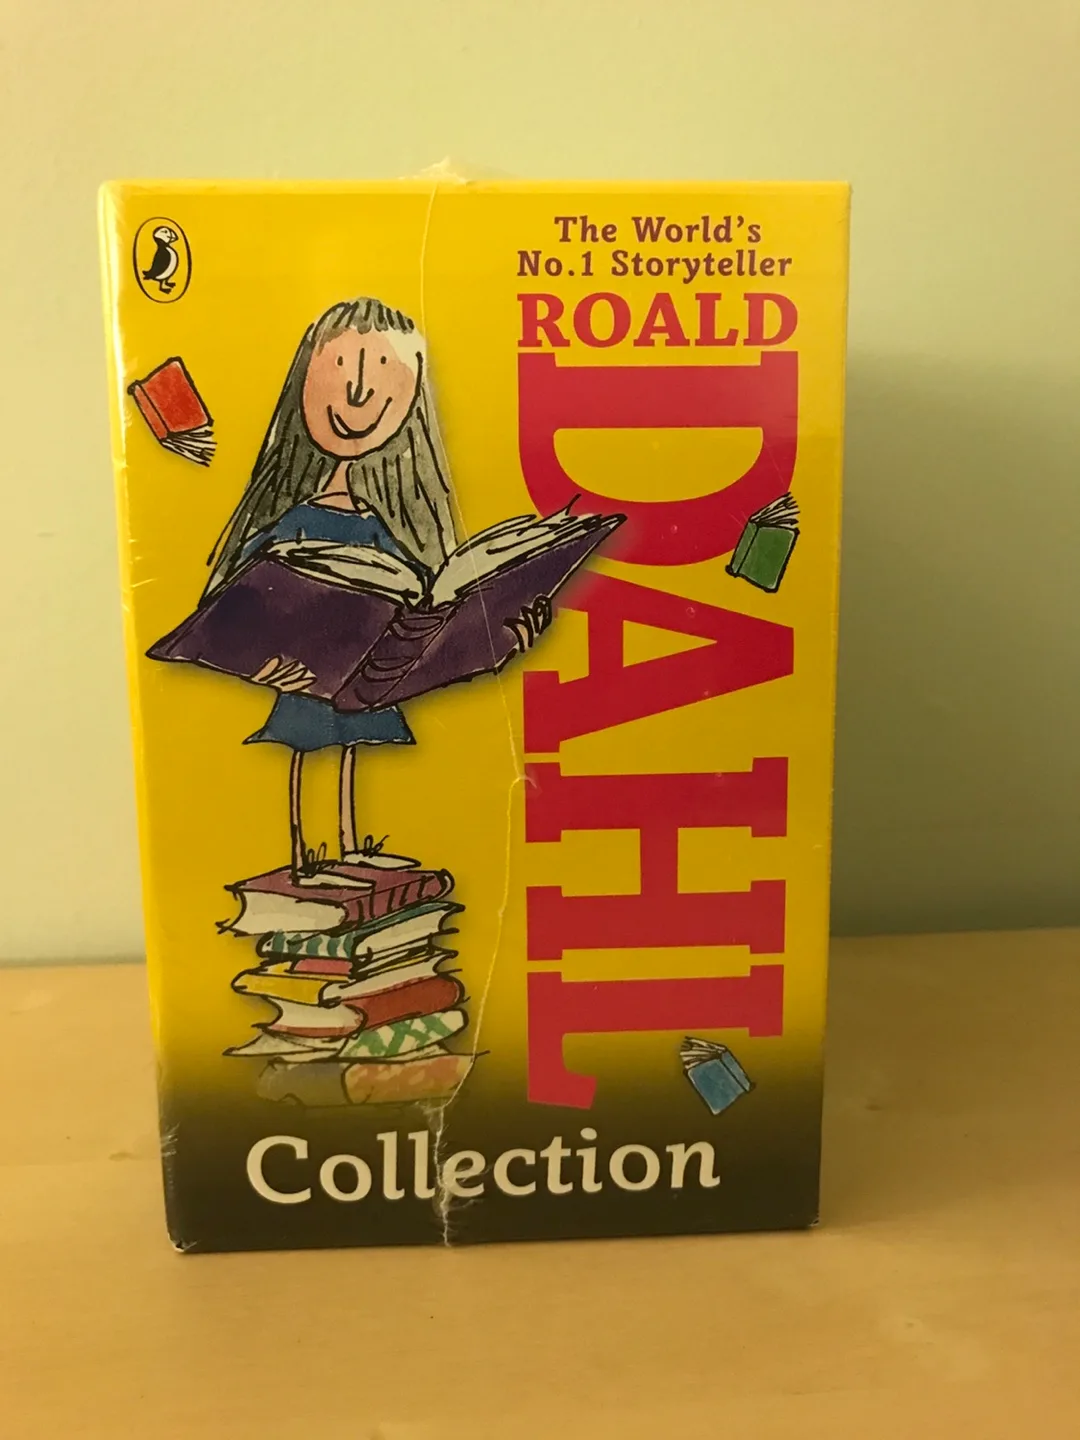 The World's
No.1 Storyteller
ROALD
DAHL
Collection